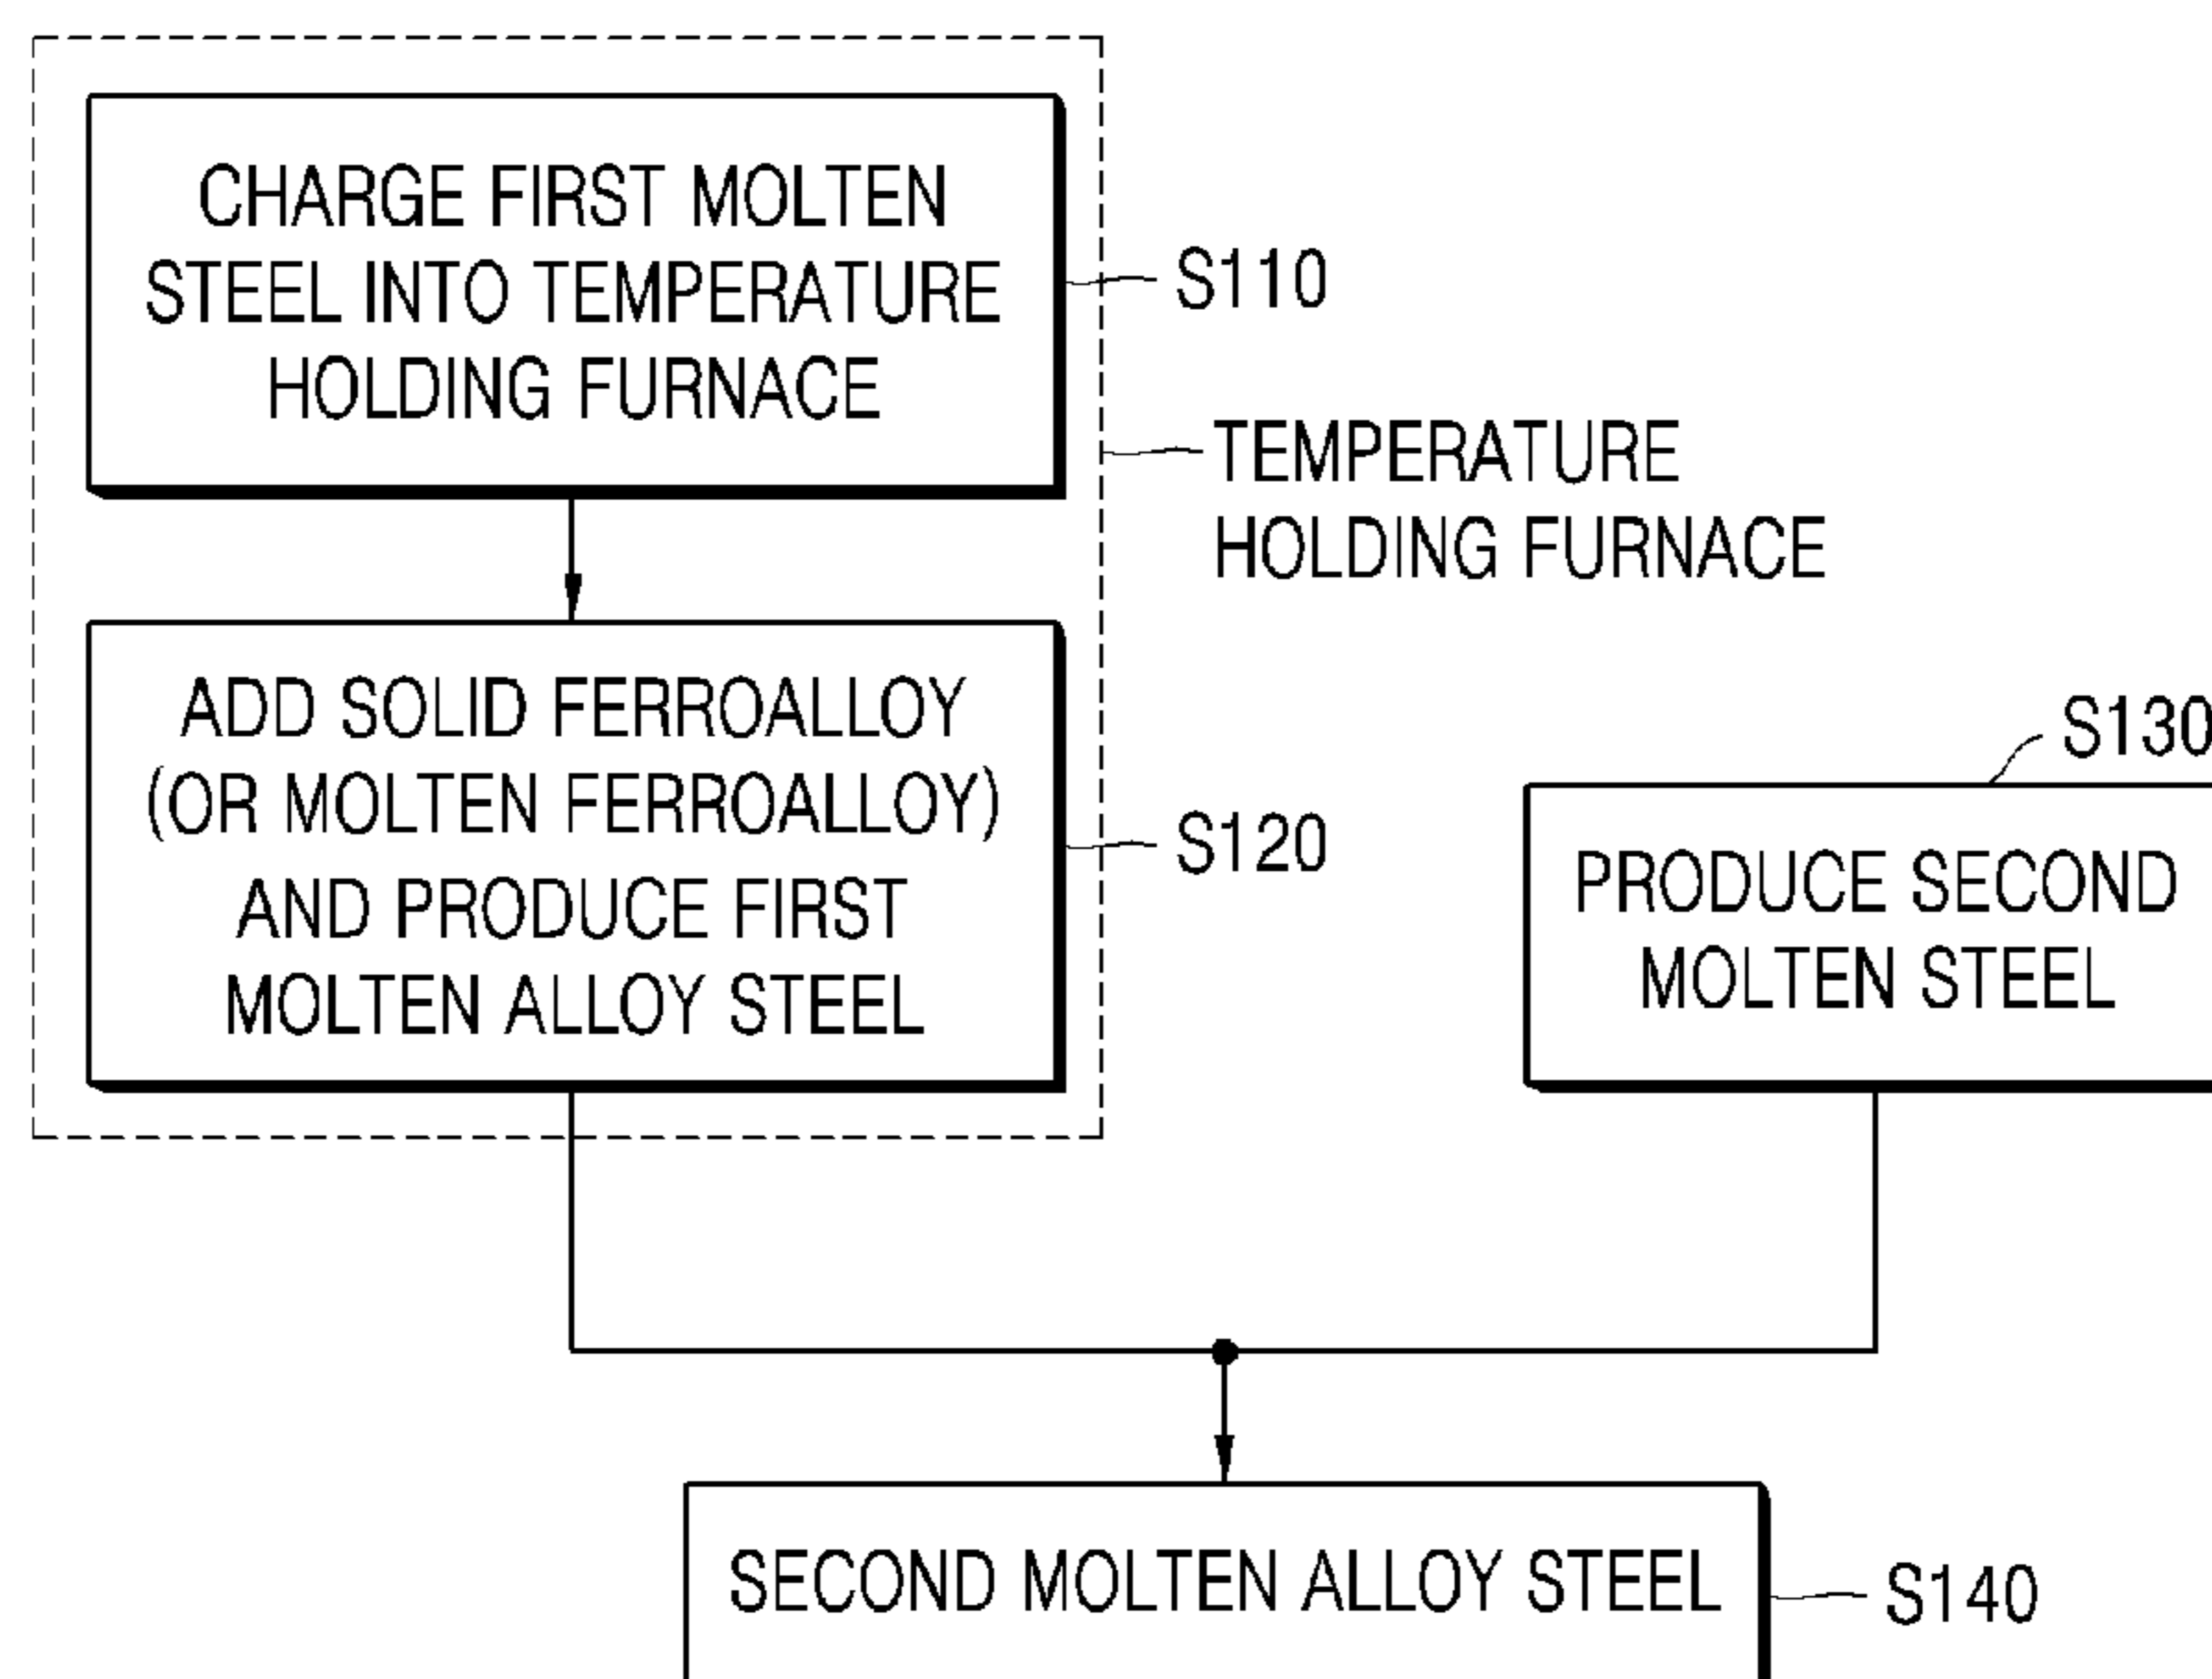 CHARGE FIRST MOLTEN
STEEL INTO TEMPERATURE
HOLDING FURNACE
S110
TEMPERATURE
HOLDING FURNACE
ADD SOLID FERROALLOY
(OR MOLTEN FERROALLOY)
AND PRODUCE FIRST
MOLTEN ALLOY STEEL
S120
S130
PRODUCE SECOND
MOLTEN STEEL
SECOND MOLTEN ALLOY STEEL
S140